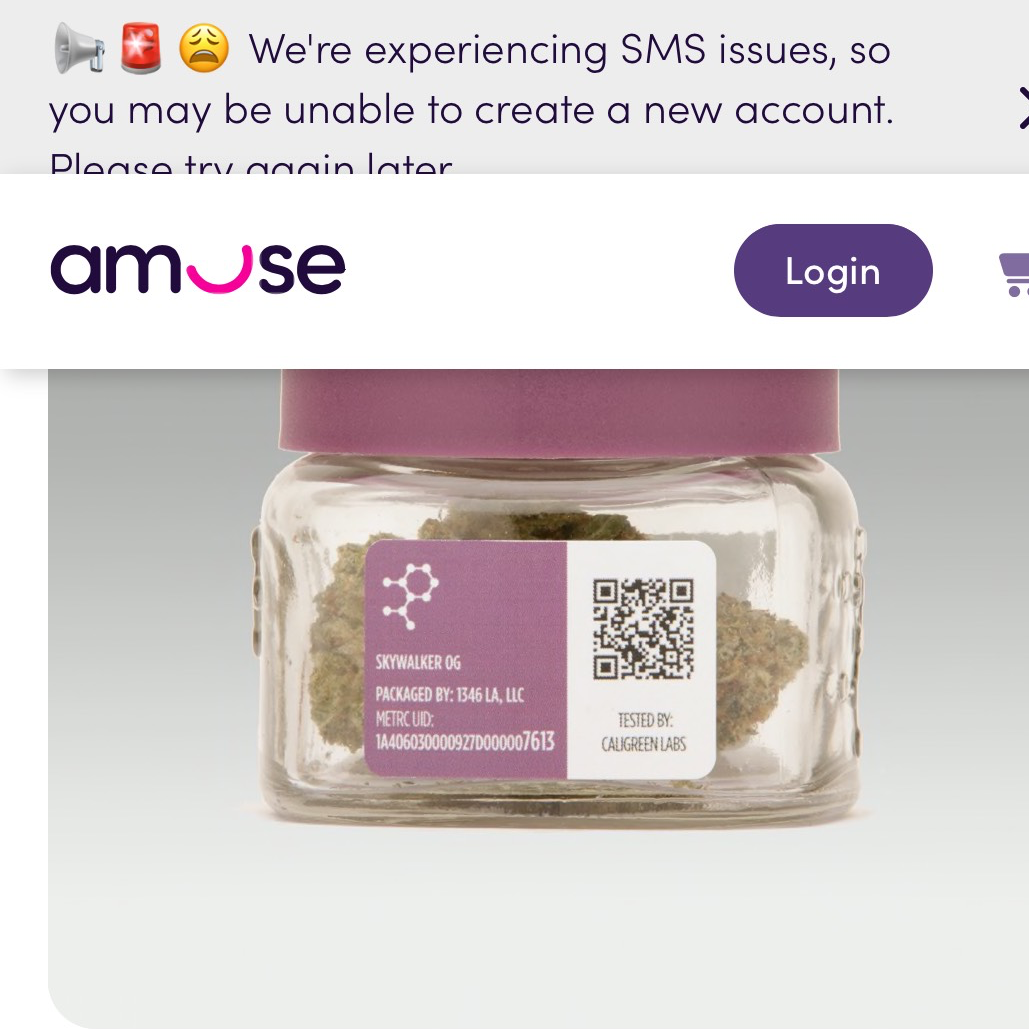 We're experiencing SMS issues, so
you may be unable to create a new account.
Please try again later
amuse
Login
SKYWALKER OG
PACKAGED BY: 1346 LA, LLC
METRC UID:
1A406030000927D000007613
TESTED BY:
CALIGREEN LABS